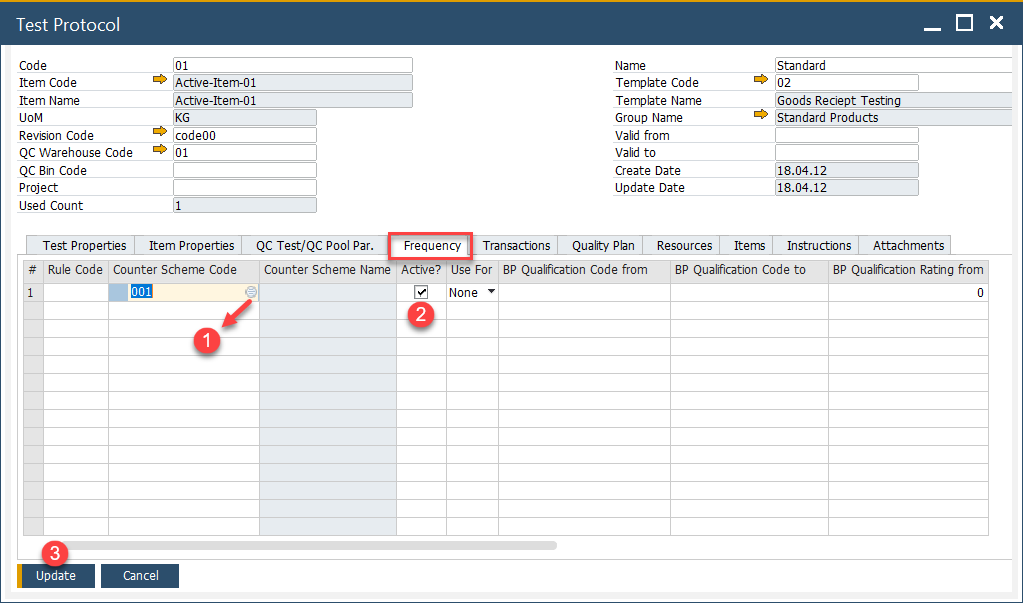 Test Protocol
Code 01
Item Code Active-Item-01
Item Name Active-Item-01
UoM KG
Revision Code code00
QC Warehouse Code 01
QC Bin Code
Project
Used Count 1
Name Standard
Template Code 02
Template Name Goods Reciept Testing
Group Name Standard Products
Valid from
Valid to
Create Date 18.04.12
Update Date 18.04.12
Test Properties Item Properties QC Test/QC Pool Par. Frequency Transactions Quality Plan Resources Items Instructions Attachments
# Rule Code Counter Scheme Code Counter Scheme Name Active? Use For BP Qualification Code from BP Qualification Code to BP Qualification Rating from
1 001 None 0
1
2
3
Update Cancel